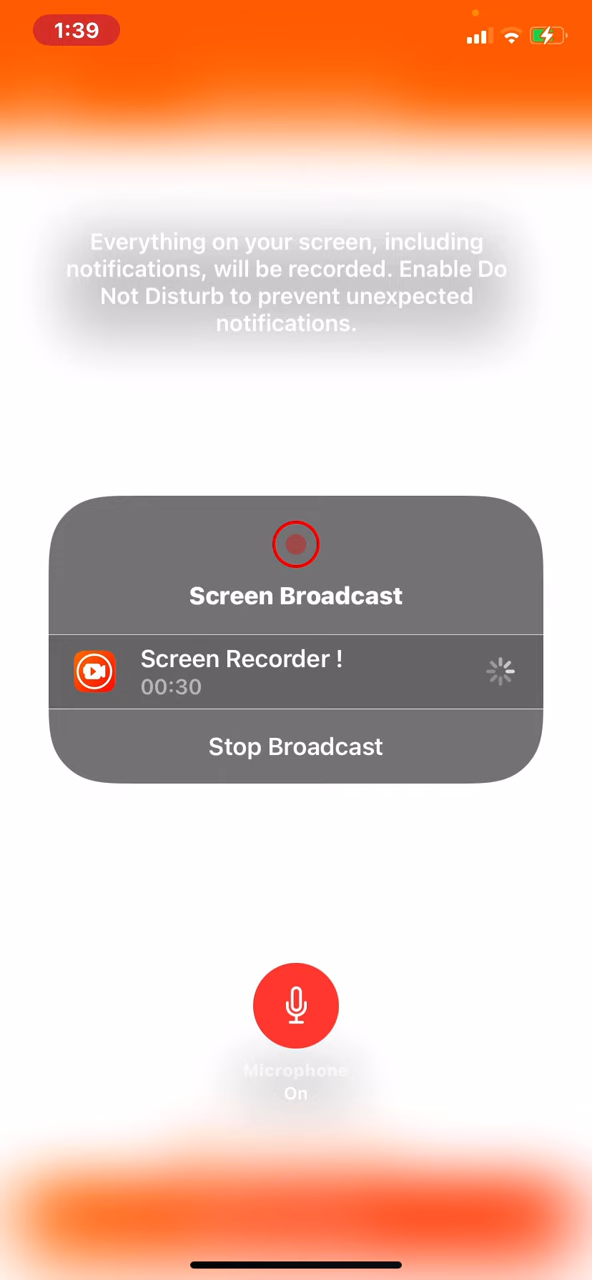 1:39
Everything on your screen, including
notifications, will be recorded. Enable Do
Not Disturb to prevent unexpected
notifications.
Screen Broadcast
Screen Recorder !
00:30
Stop Broadcast
Microphone
On